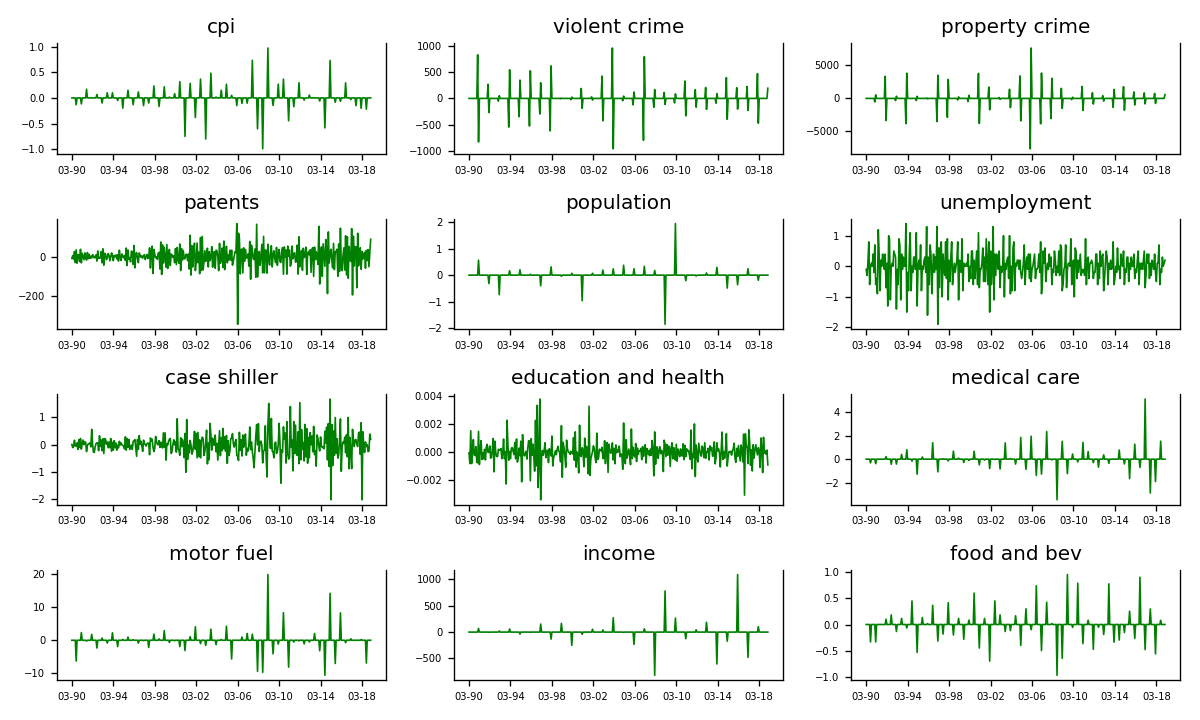 cpi violent crime property crime
1.0 1000
0.5 500 5000
0.0 0 0
−0.5 −500 −5000
−1.0 −1000
03-90 03-94 03-98 03-02 03-06 03-10 03-14 03-18 03-90 03-94 03-98 03-02 03-06 03-10 03-14 03-18 03-90 03-94 03-98 03-02 03-06 03-10 03-14 03-18
patents population unemployment
0 2 1
−200 1 0
0 −1
−1 −2
−2
03-90 03-94 03-98 03-02 03-06 03-10 03-14 03-18 03-90 03-94 03-98 03-02 03-06 03-10 03-14 03-18 03-90 03-94 03-98 03-02 03-06 03-10 03-14 03-18
case shiller education and health medical care
1 0.004 4
0 0.002 2
−1 0.000 0
−2 −0.002 −2
03-90 03-94 03-98 03-02 03-06 03-10 03-14 03-18 03-90 03-94 03-98 03-02 03-06 03-10 03-14 03-18 03-90 03-94 03-98 03-02 03-06 03-10 03-14 03-18
motor fuel income food and bev
20 1000 1.0
10 500 0.5
0 0 0.0
−10 −500 −0.5
−1.0
03-90 03-94 03-98 03-02 03-06 03-10 03-14 03-18 03-90 03-94 03-98 03-02 03-06 03-10 03-14 03-18 03-90 03-94 03-98 03-02 03-06 03-10 03-14 03-18